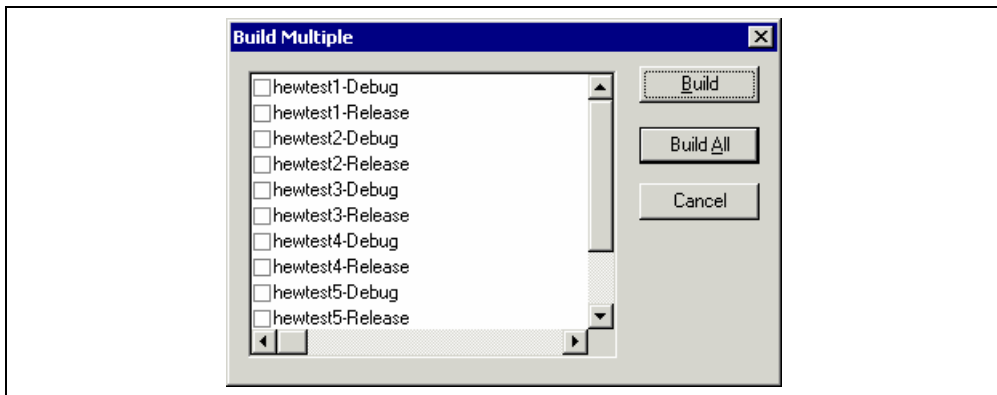 Build Multiple
hewtest1-Debug
hewtest1-Release
hewtest2-Debug
hewtest2-Release
hewtest3-Debug
hewtest3-Release
hewtest4-Debug
hewtest4-Release
hewtest5-Debug
hewtest5-Release
Build
Build All
Cancel